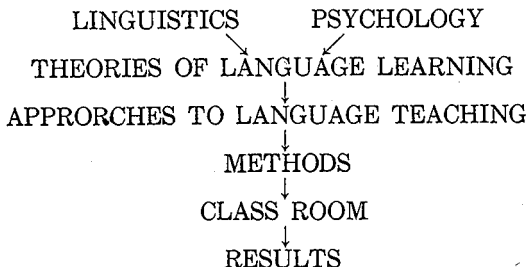 LINGUISTICS PSYCHOLOGY
THEORIES OF LANGUAGE LEARNING
APPRORCHES TO LANGUAGE TEACHING
METHODS
CLASS ROOM
RESULTS